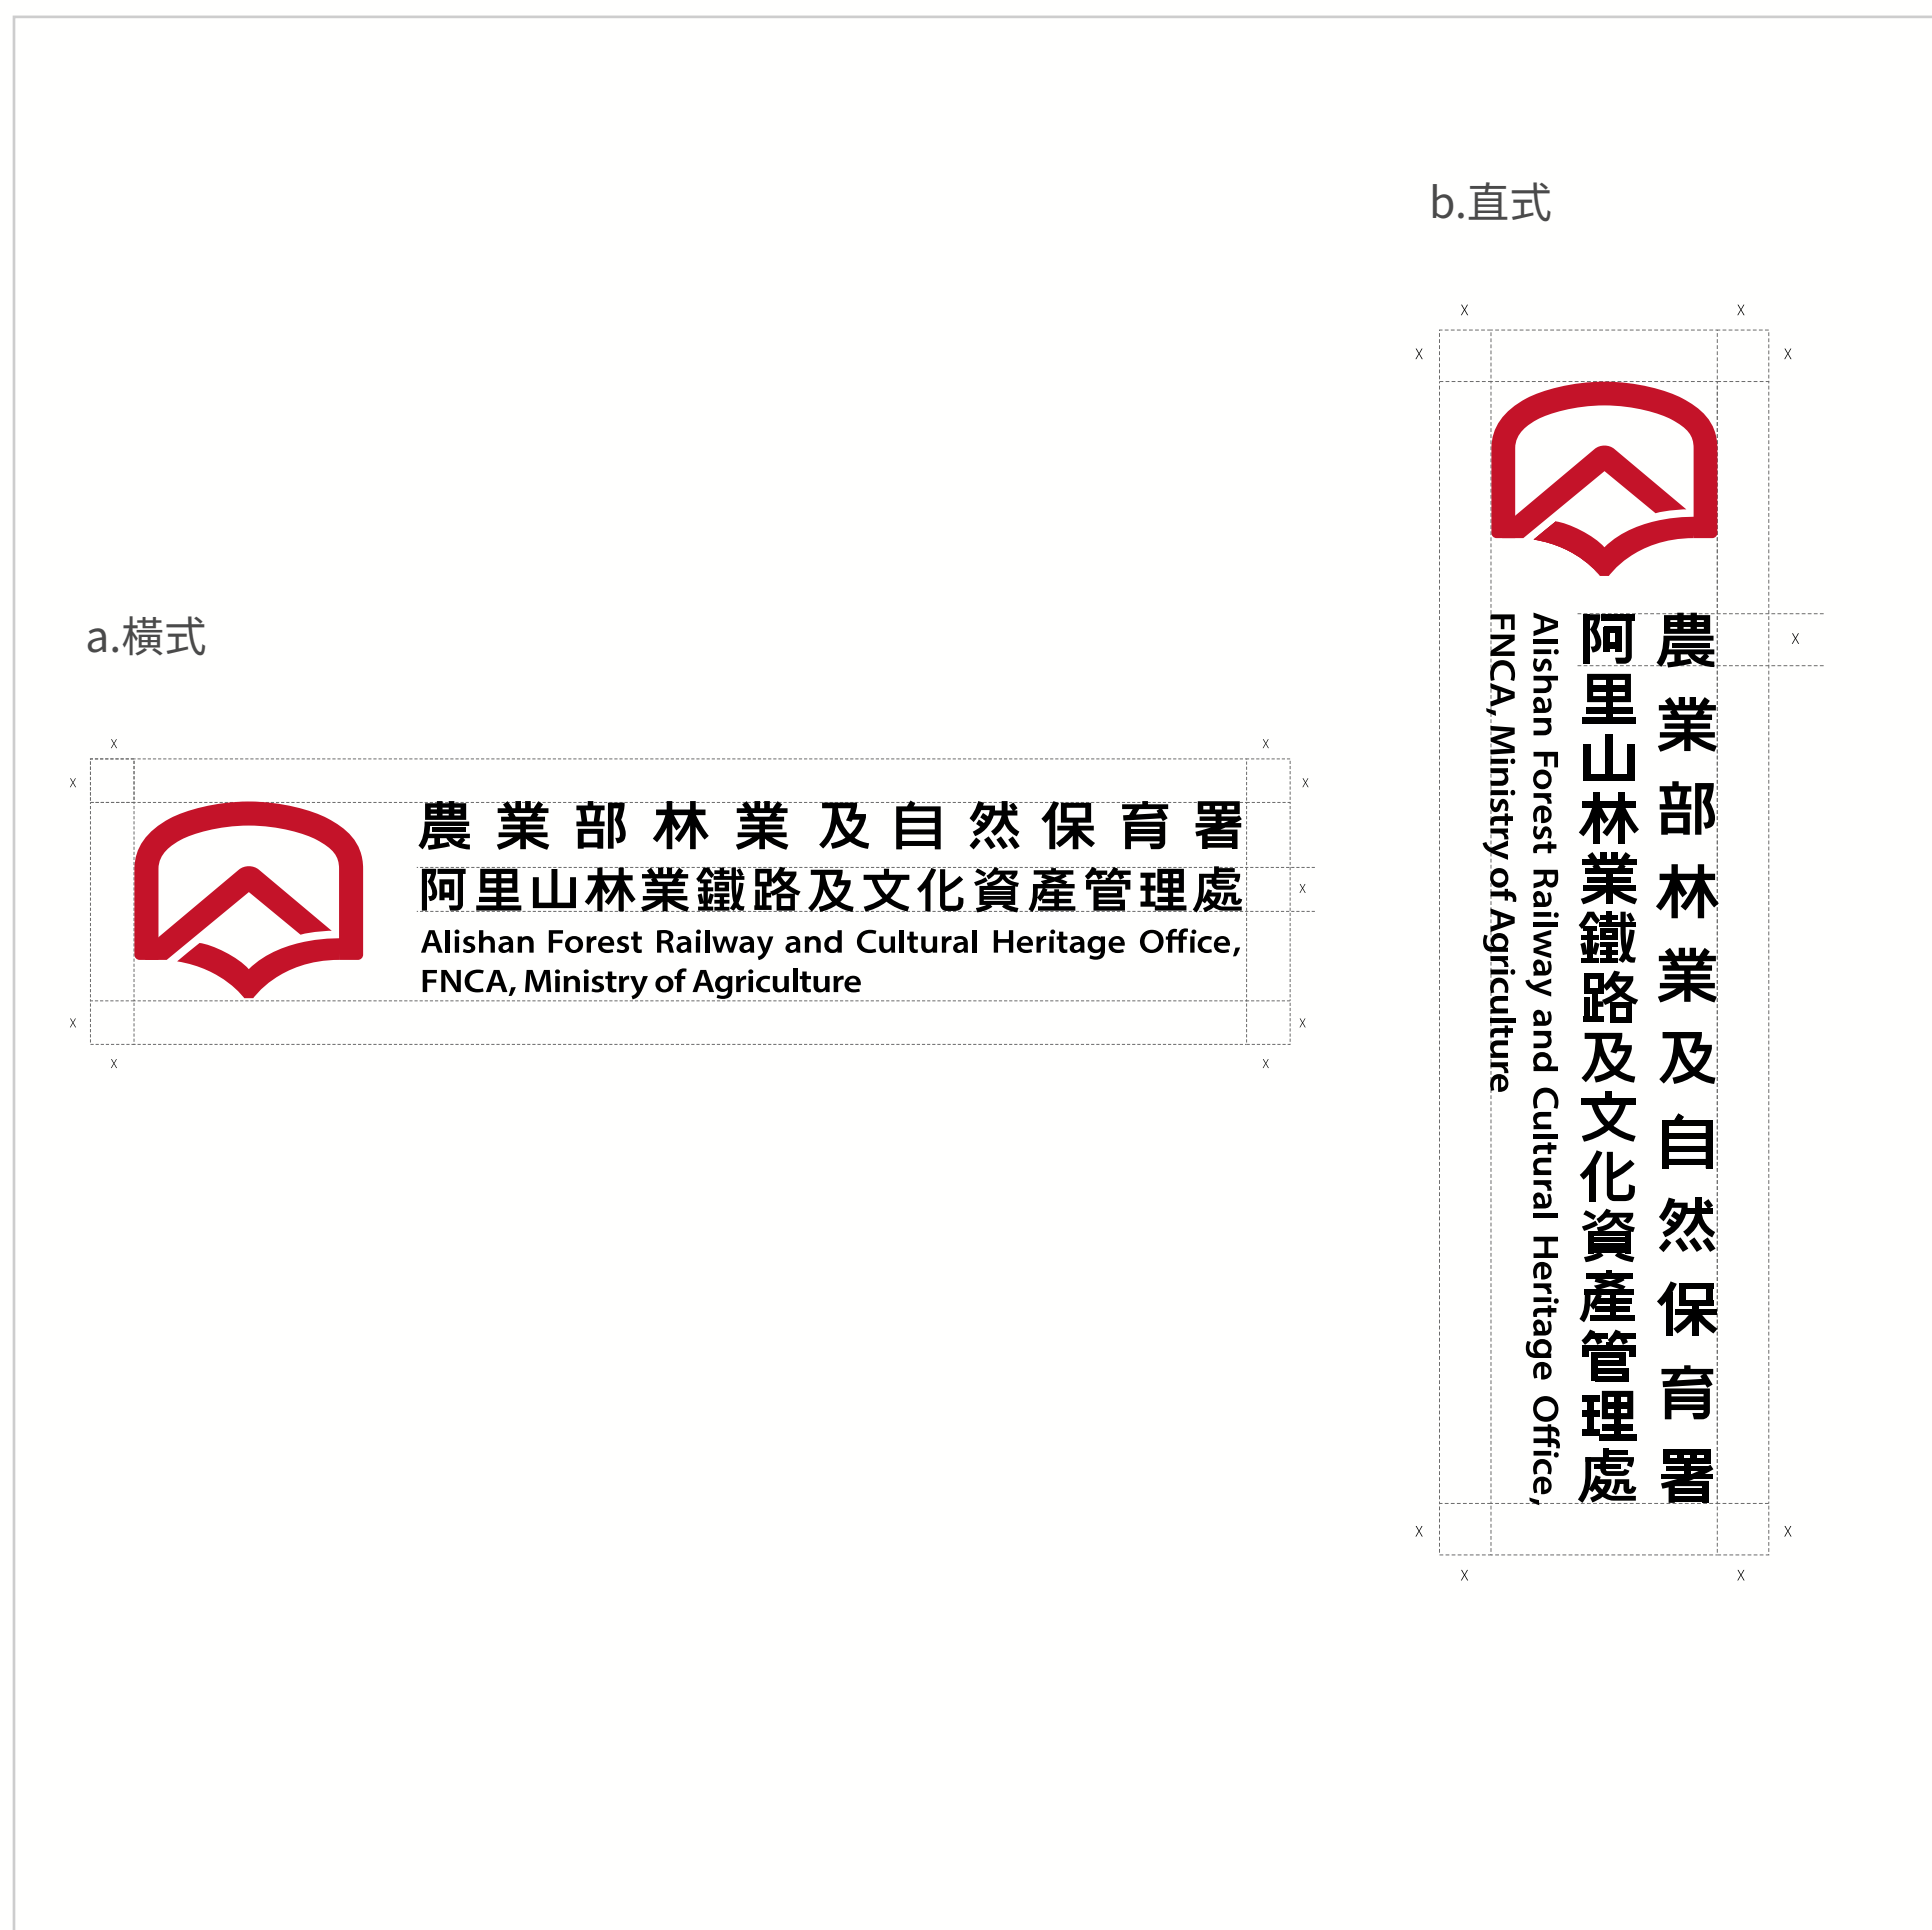 a.橫式
X X
X X
農業部林業及自然保育署
阿里山林業鐵路及文化資產管理處
X
Alishan Forest Railway and Cultural Heritage Office,
FNCA, Ministry of Agriculture
X X
X X
b.直式
X X
X X
農業部林業及自然保育署
X
阿里山林業鐵路及文化資產管理處
Alishan Forest Railway and Cultural Heritage Office,
FNCA, Ministry of Agriculture
X X
X X